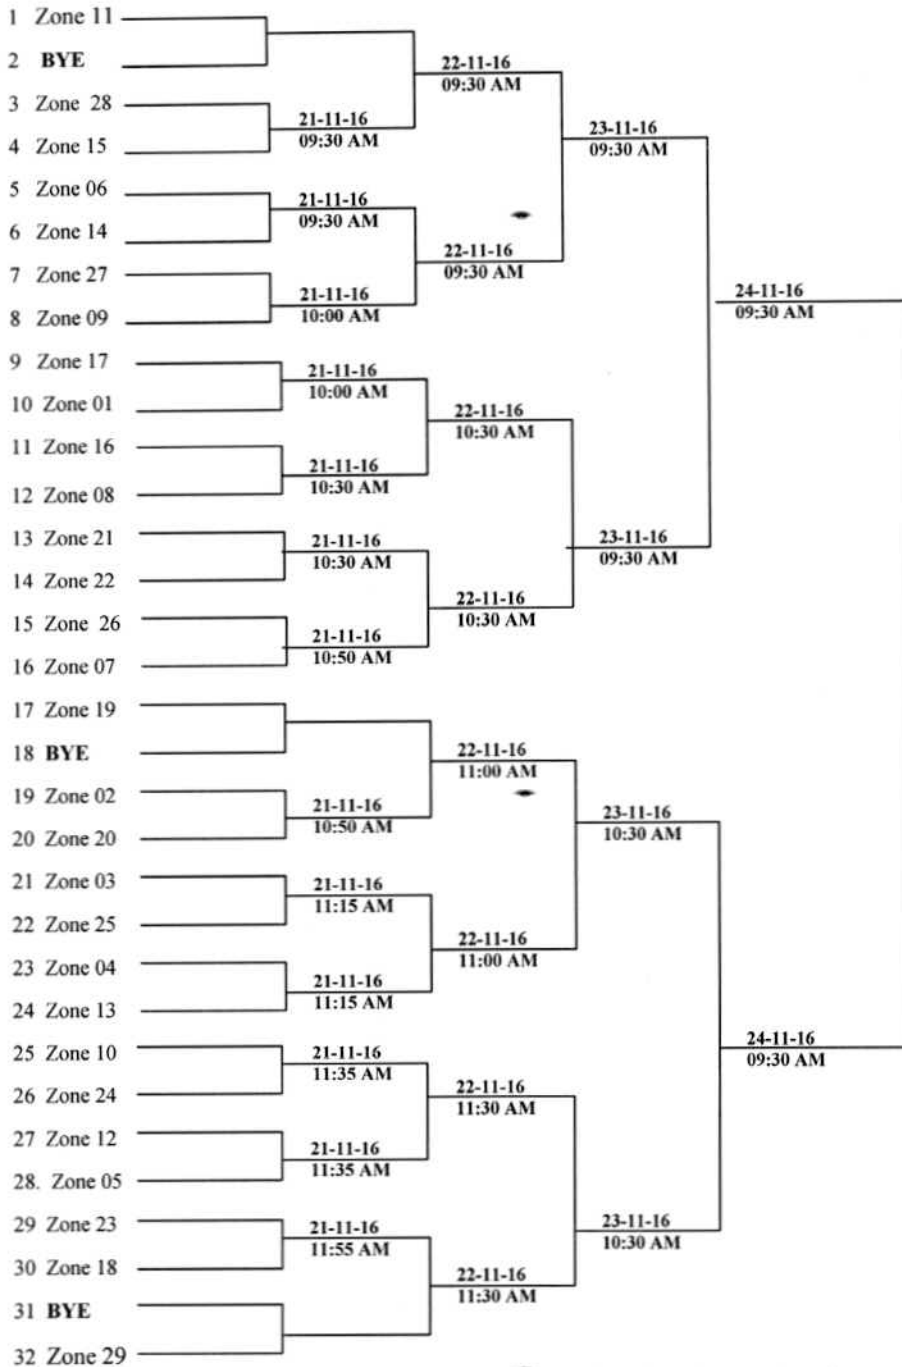 1 Zone 11
2 BYE
3 Zone 28
4 Zone 15
5 Zone 06
6 Zone 14
7 Zone 27
8 Zone 09
9 Zone 17
10 Zone 01
11 Zone 16
12 Zone 08
13 Zone 21
14 Zone 22
15 Zone 26
16 Zone 07
17 Zone 19
18 BYE
19 Zone 02
20 Zone 20
21 Zone 03
22 Zone 25
23 Zone 04
24 Zone 13
25 Zone 10
26 Zone 24
27 Zone 12
28. Zone 05
29 Zone 23
30 Zone 18
31 BYE
32 Zone 29
21-11-16
09:30 AM
21-11-16
09:30 AM
21-11-16
10:00 AM
21-11-16
10:00 AM
21-11-16
10:30 AM
21-11-16
10:30 AM
21-11-16
10:50 AM
21-11-16
10:50 AM
21-11-16
11:15 AM
21-11-16
11:15 AM
21-11-16
11:35 AM
21-11-16
11:35 AM
21-11-16
11:55 AM
22-11-16
09:30 AM
22-11-16
09:30 AM
22-11-16
10:30 AM
22-11-16
10:30 AM
22-11-16
11:00 AM
22-11-16
11:00 AM
22-11-16
11:30 AM
22-11-16
11:30 AM
23-11-16
09:30 AM
23-11-16
09:30 AM
23-11-16
10:30 AM
23-11-16
10:30 AM
24-11-16
09:30 AM
24-11-16
09:30 AM